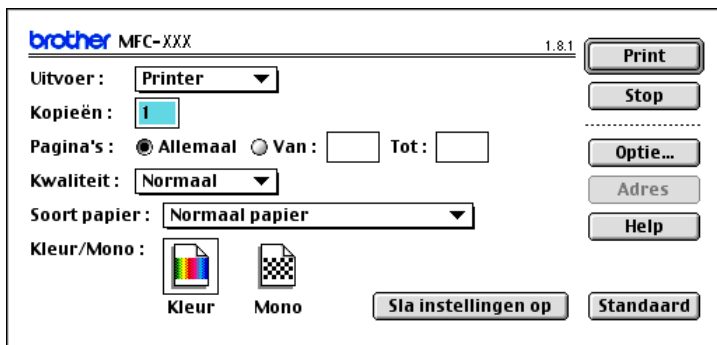 brother MFC-XXX 1.8.1
Print
Uitvoer : Printer
Stop
Kopieën : 1
Pagina's : Allemaal Van : Tot :
Optie...
Kwaliteit : Normaal
Adres
Soort papier : Normaal papier
Help
Kleur/Mono :
Kleur Mono
Sla instellingen op Standaard